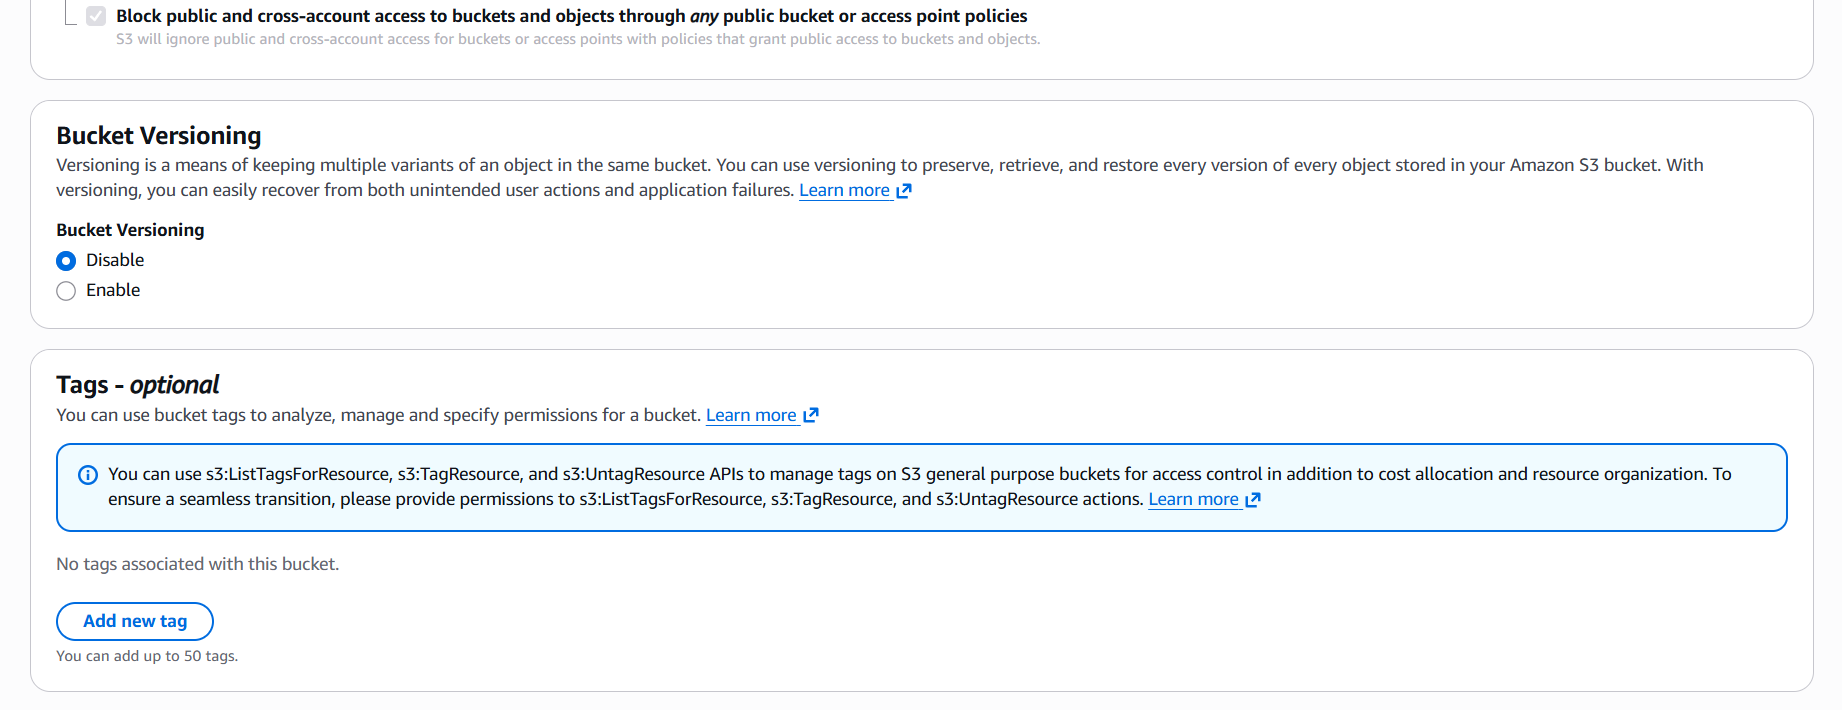 Block public and cross-account access to buckets and objects through any public bucket or access point policies
S3 will ignore public and cross-account access for buckets or access points with policies that grant public access to buckets and objects.
Bucket Versioning
Versioning is a means of keeping multiple variants of an object in the same bucket. You can use versioning to preserve, retrieve, and restore every version of every object stored in your Amazon S3 bucket. With
versioning, you can easily recover from both unintended user actions and application failures. Learn more
Bucket Versioning
Disable
Enable
Tags - optional
You can use bucket tags to analyze, manage and specify permissions for a bucket. Learn more
You can use s3:ListTagsForResource, s3:TagResource, and s3:UntagResource APIs to manage tags on S3 general purpose buckets for access control in addition to cost allocation and resource organization. To
ensure a seamless transition, please provide permissions to s3:ListTagsForResource, s3:TagResource, and s3:UntagResource actions. Learn more
No tags associated with this bucket.
Add new tag
You can add up to 50 tags.